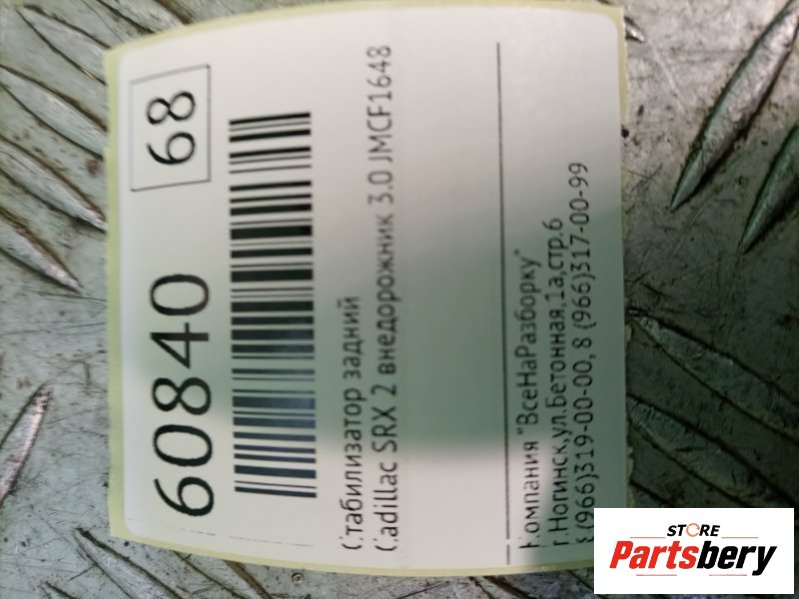 60840
68
Стабилизатор задний
Cadillac SRX 2 внедорожник 3.0 JMCF1648
Компания "ВсеНаРазборку"
г.Ногинск,ул.Бетонная,1а,стр.6
8(966)319-00-00, 8 (966)317-00-99
STORE
Partsbery